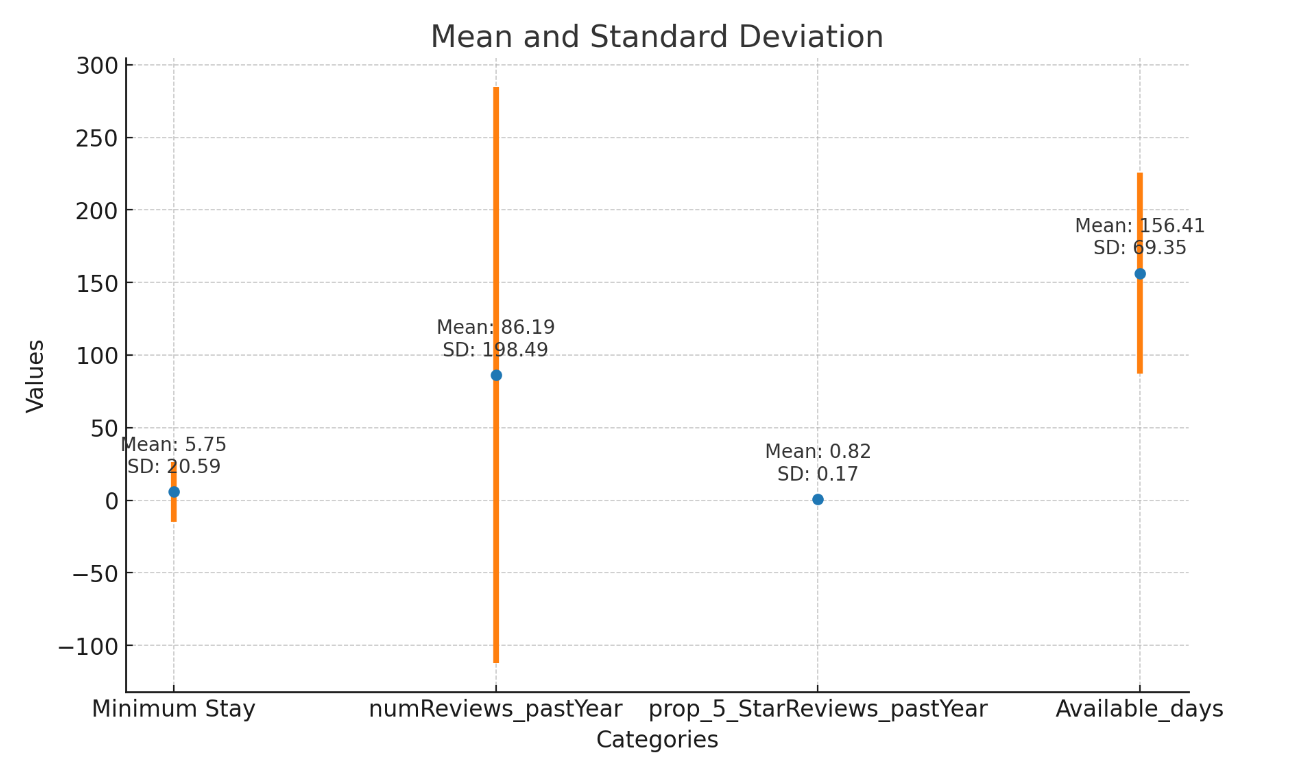 Mean and Standard Deviation
300
250
200
150
100
50
0
−50
−100
Values
Mean: 5.75
SD: 20.59
Mean: 86.19
SD: 198.49
Mean: 0.82
SD: 0.17
Mean: 156.41
SD: 69.35
Minimum Stay
numReviews_pastYear
prop_5_StarReviews_pastYear
Available_days
Categories